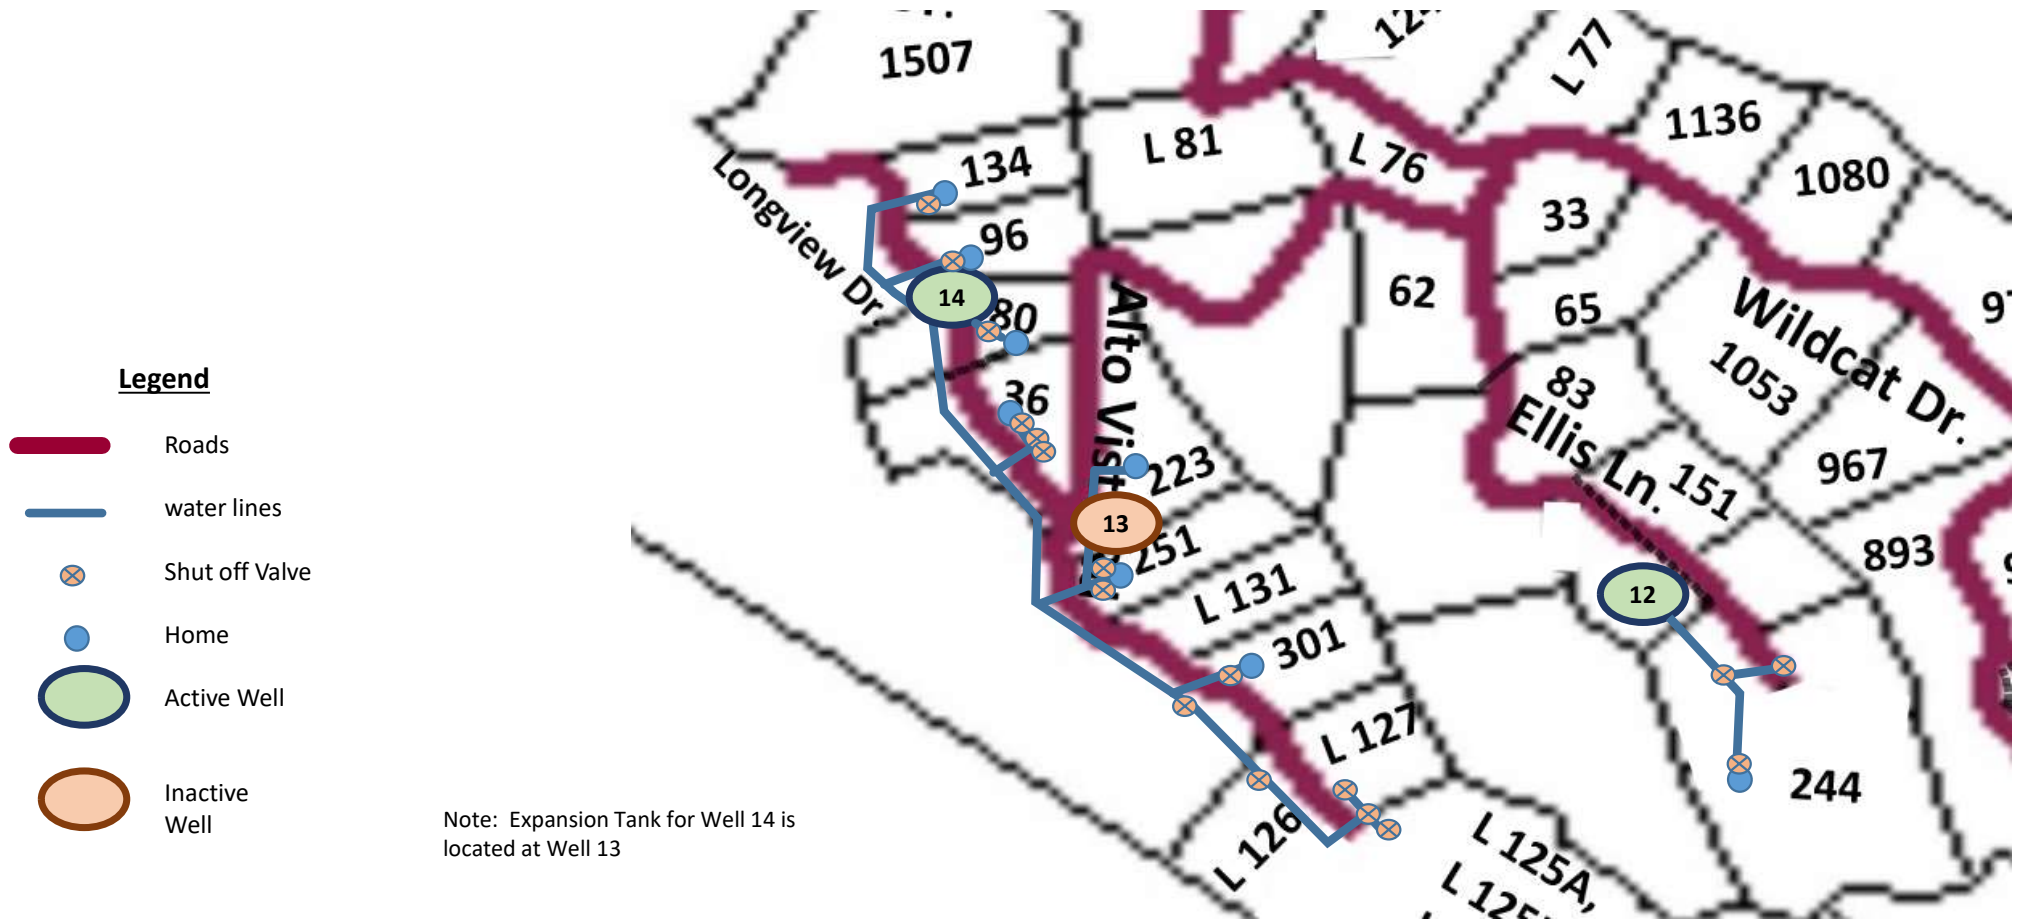 1507
L 77
1136
1080
L 81
L 76
134
33
96
Longview Dr.
14
80
62
65
Wildcat Dr.
1053
83
Ellis Ln.
36
223
967
151
13
251
893
L 131
12
301
L 127
244
L 126
L 125A,
Legend
Roads
water lines
Shut off Valve
Home
Active Well
Inactive
Well
Note:  Expansion Tank for Well 14 is
located at Well 13